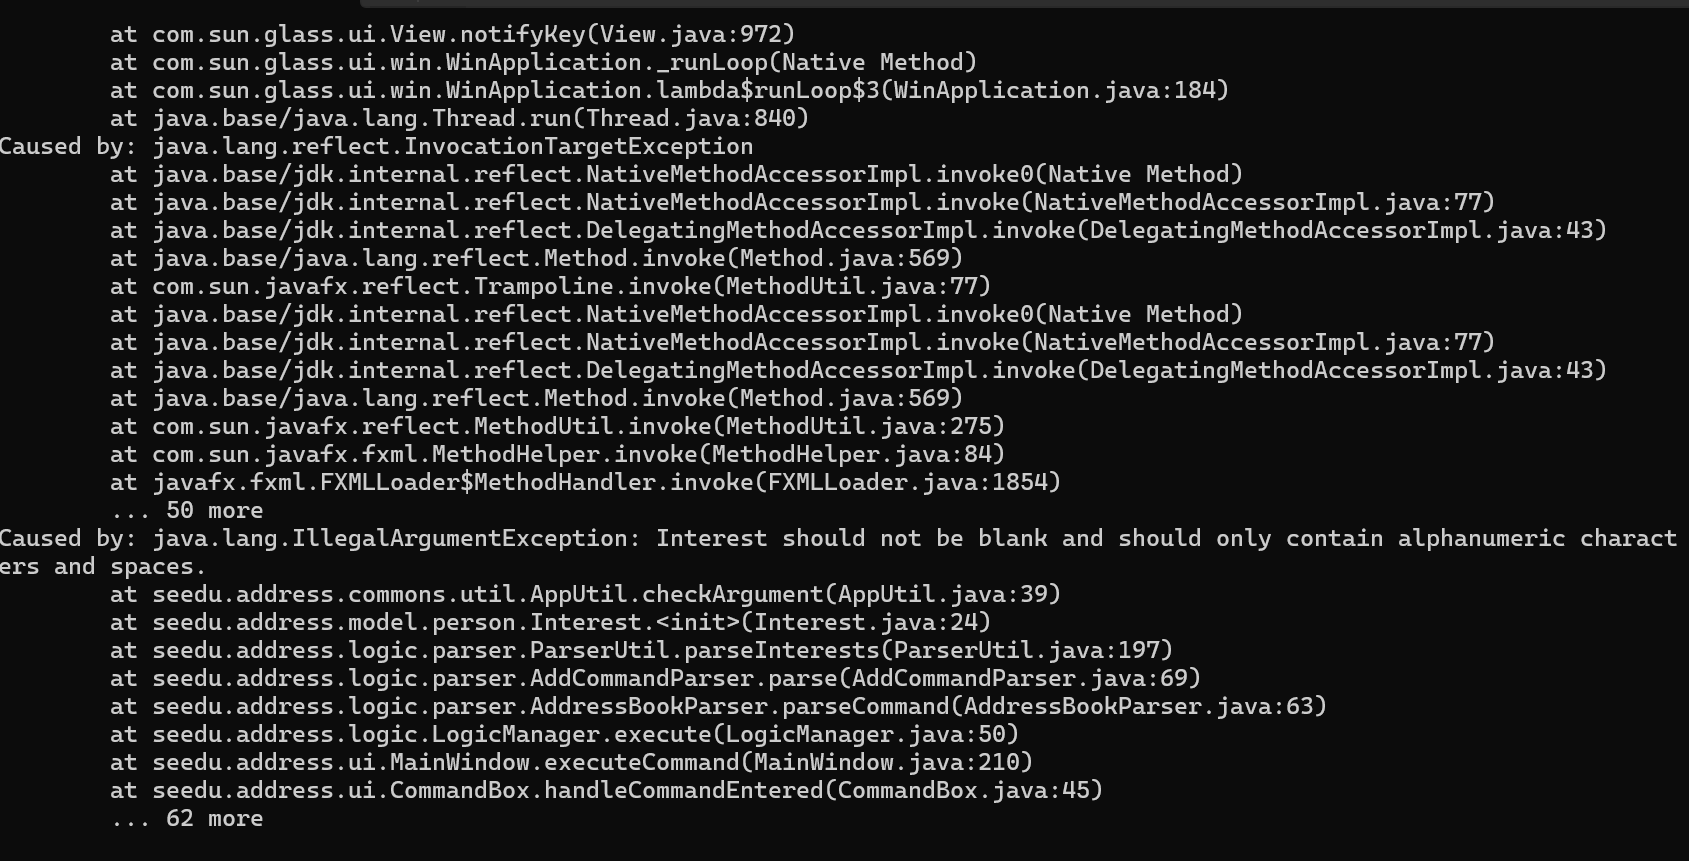 at com.sun.glass.ui.View.notifyKey(View.java:972)
at com.sun.glass.ui.win.WinApplication._runLoop(Native Method)
at com.sun.glass.ui.win.WinApplication.lambda$runLoop$3(WinApplication.java:184)
at java.base/java.lang.Thread.run(Thread.java:840)
Caused by: java.lang.reflect.InvocationTargetException
at java.base/jdk.internal.reflect.NativeMethodAccessorImpl.invoke0(Native Method)
at java.base/jdk.internal.reflect.NativeMethodAccessorImpl.invoke(NativeMethodAccessorImpl.java:77)
at java.base/jdk.internal.reflect.DelegatingMethodAccessorImpl.invoke(DelegatingMethodAccessorImpl.java:43)
at java.base/java.lang.reflect.Method.invoke(Method.java:569)
at com.sun.javafx.reflect.Trampoline.invoke(MethodUtil.java:77)
at java.base/jdk.internal.reflect.NativeMethodAccessorImpl.invoke0(Native Method)
at java.base/jdk.internal.reflect.NativeMethodAccessorImpl.invoke(NativeMethodAccessorImpl.java:77)
at java.base/jdk.internal.reflect.DelegatingMethodAccessorImpl.invoke(DelegatingMethodAccessorImpl.java:43)
at java.base/java.lang.reflect.Method.invoke(Method.java:569)
at com.sun.javafx.reflect.MethodUtil.invoke(MethodUtil.java:275)
at com.sun.javafx.fxml.MethodHelper.invoke(MethodHelper.java:84)
at javafx.fxml.FXMLLoader$MethodHandler.invoke(FXMLLoader.java:1854)
... 50 more
Caused by: java.lang.IllegalArgumentException: Interest should not be blank and should only contain alphanumeric charact
ers and spaces.
at seedu.address.commons.util.AppUtil.checkArgument(AppUtil.java:39)
at seedu.address.model.person.Interest.<init>(Interest.java:24)
at seedu.address.logic.parser.ParserUtil.parseInterests(ParserUtil.java:197)
at seedu.address.logic.parser.AddCommandParser.parse(AddCommandParser.java:69)
at seedu.address.logic.parser.AddressBookParser.parseCommand(AddressBookParser.java:63)
at seedu.address.logic.LogicManager.execute(LogicManager.java:50)
at seedu.address.ui.MainWindow.executeCommand(MainWindow.java:210)
at seedu.address.ui.CommandBox.handleCommandEntered(CommandBox.java:45)
... 62 more